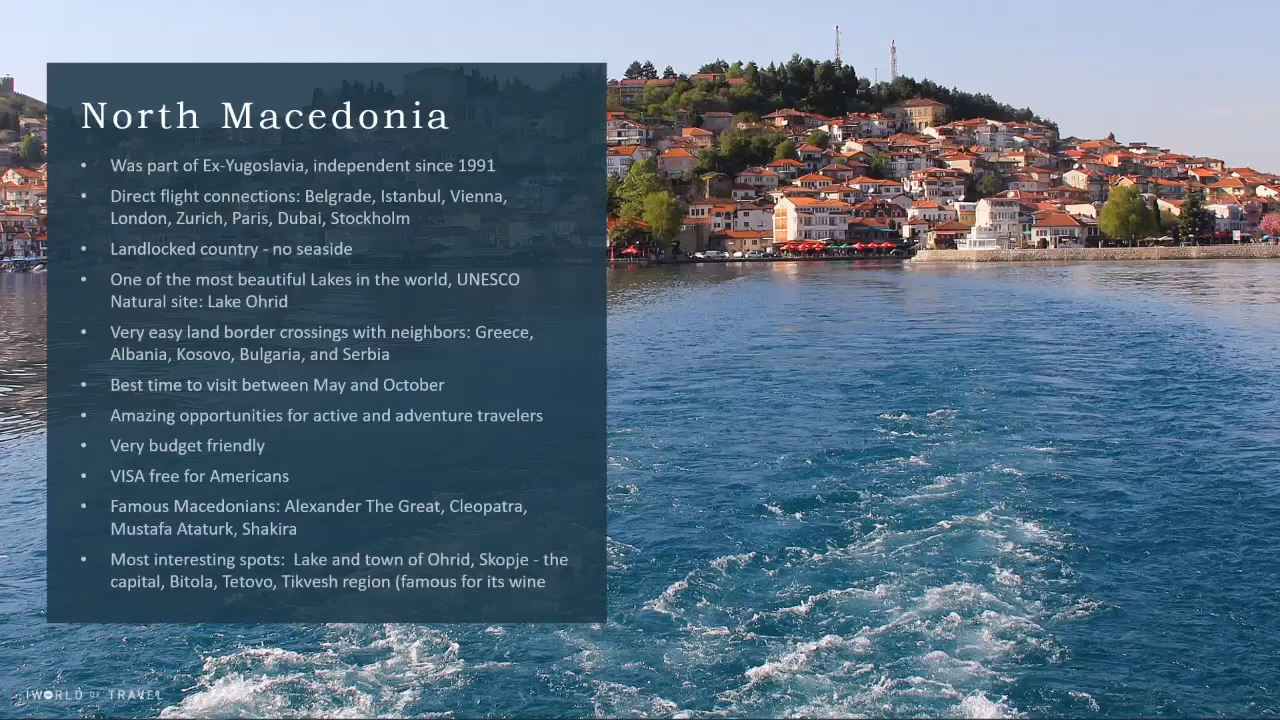 North Macedonia
• Was part of Ex-Yugoslavia, independent since 1991
• Direct flight connections: Belgrade, Istanbul, Vienna,
London, Zurich, Paris, Dubai, Stockholm
• Landlocked country - no seaside
• One of the most beautiful Lakes in the world, UNESCO
Natural site: Lake Ohrid
• Very easy land border crossings with neighbors: Greece,
Albania, Kosovo, Bulgaria, and Serbia
• Best time to visit between May and October
• Amazing opportunities for active and adventure travelers
• Very budget friendly
• VISA free for Americans
• Famous Macedonians: Alexander The Great, Cleopatra,
Mustafa Ataturk, Shakira
• Most interesting spots:  Lake and town of Ohrid, Skopje - the
capital, Bitola, Tetovo, Tikvesh region (famous for its wine
IWORLD OF TRAVEL